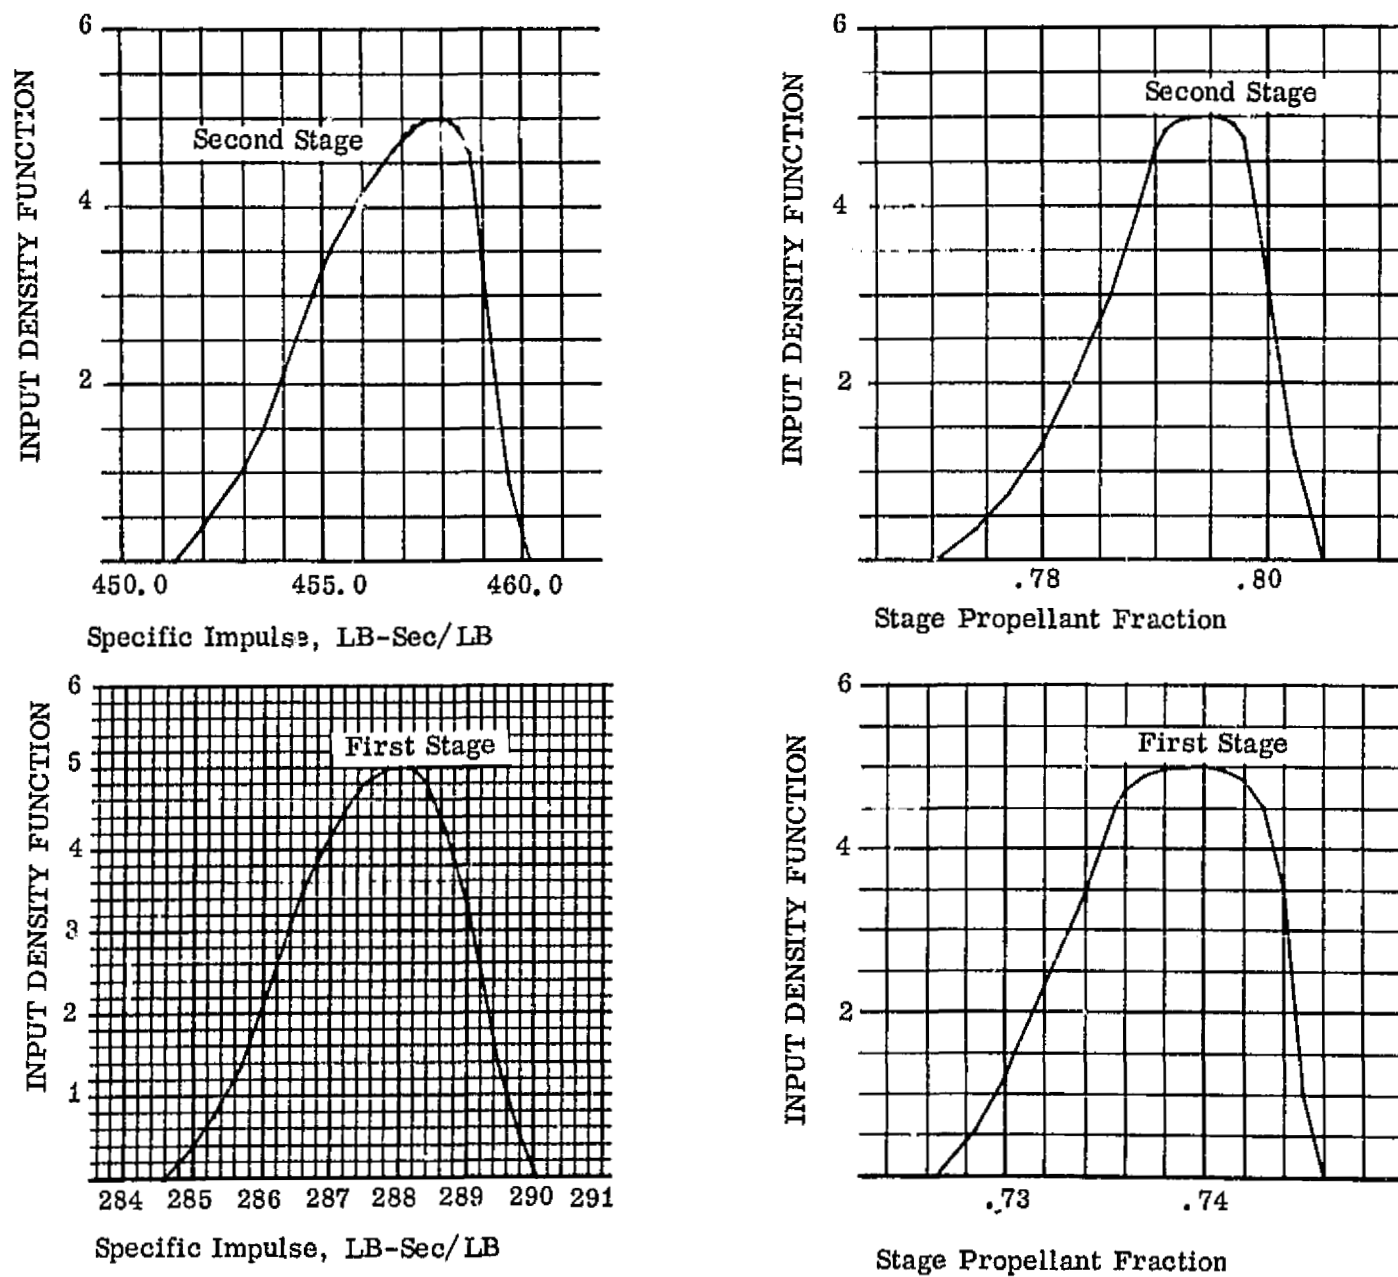 6
INPUT DENSITY FUNCTION
Second Stage
4
2
450.0 455.0 460.0
Specific Impulse, LB-Sec/LB
6
INPUT DENSITY FUNCTION
Second Stage
4
2
.78 .80
Stage Propellant Fraction
6
INPUT DENSITY FUNCTION
First Stage
5
4
3
2
1
284 285 286 287 288 289 290 291
Specific Impulse, LB-Sec/LB
6
INPUT DENSITY FUNCTION
First Stage
4
2
.73 .74
Stage Propellant Fraction